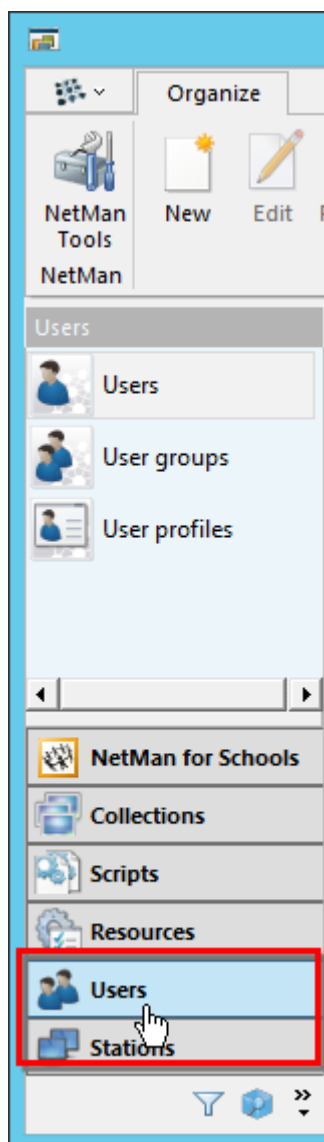 Organize
NetMan
Tools
New
Edit
NetMan
Users
Users
User groups
User profiles
NetMan for Schools
Collections
Scripts
Resources
Users
Stations